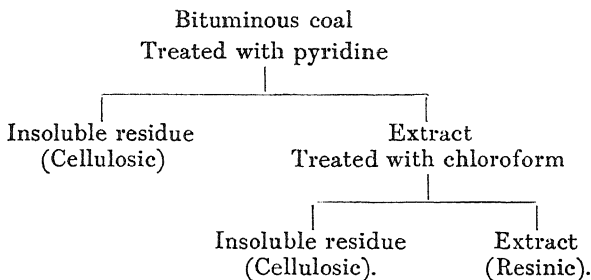 Bituminous coal
Treated with pyridine
Insoluble residue
(Cellulosic)
Extract
Treated with chloroform
Insoluble residue
(Cellulosic).
Extract
(Resinic).